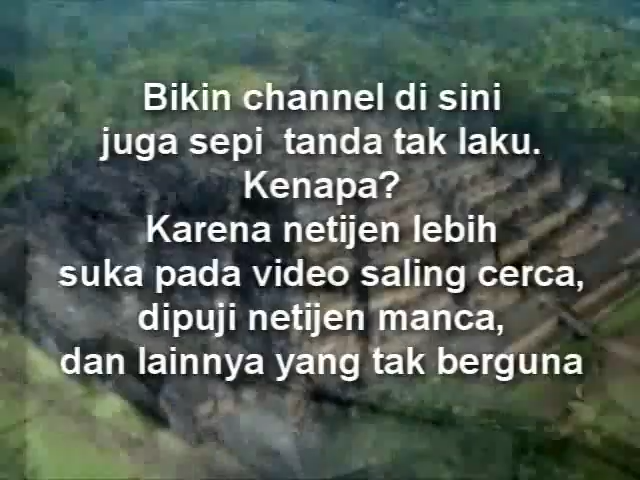 Bikin channel di sini
juga sepi  tanda tak laku.
Kenapa?
Karena netijen lebih
suka pada video saling cerca,
dipuji netijen manca,
dan lainnya yang tak berguna